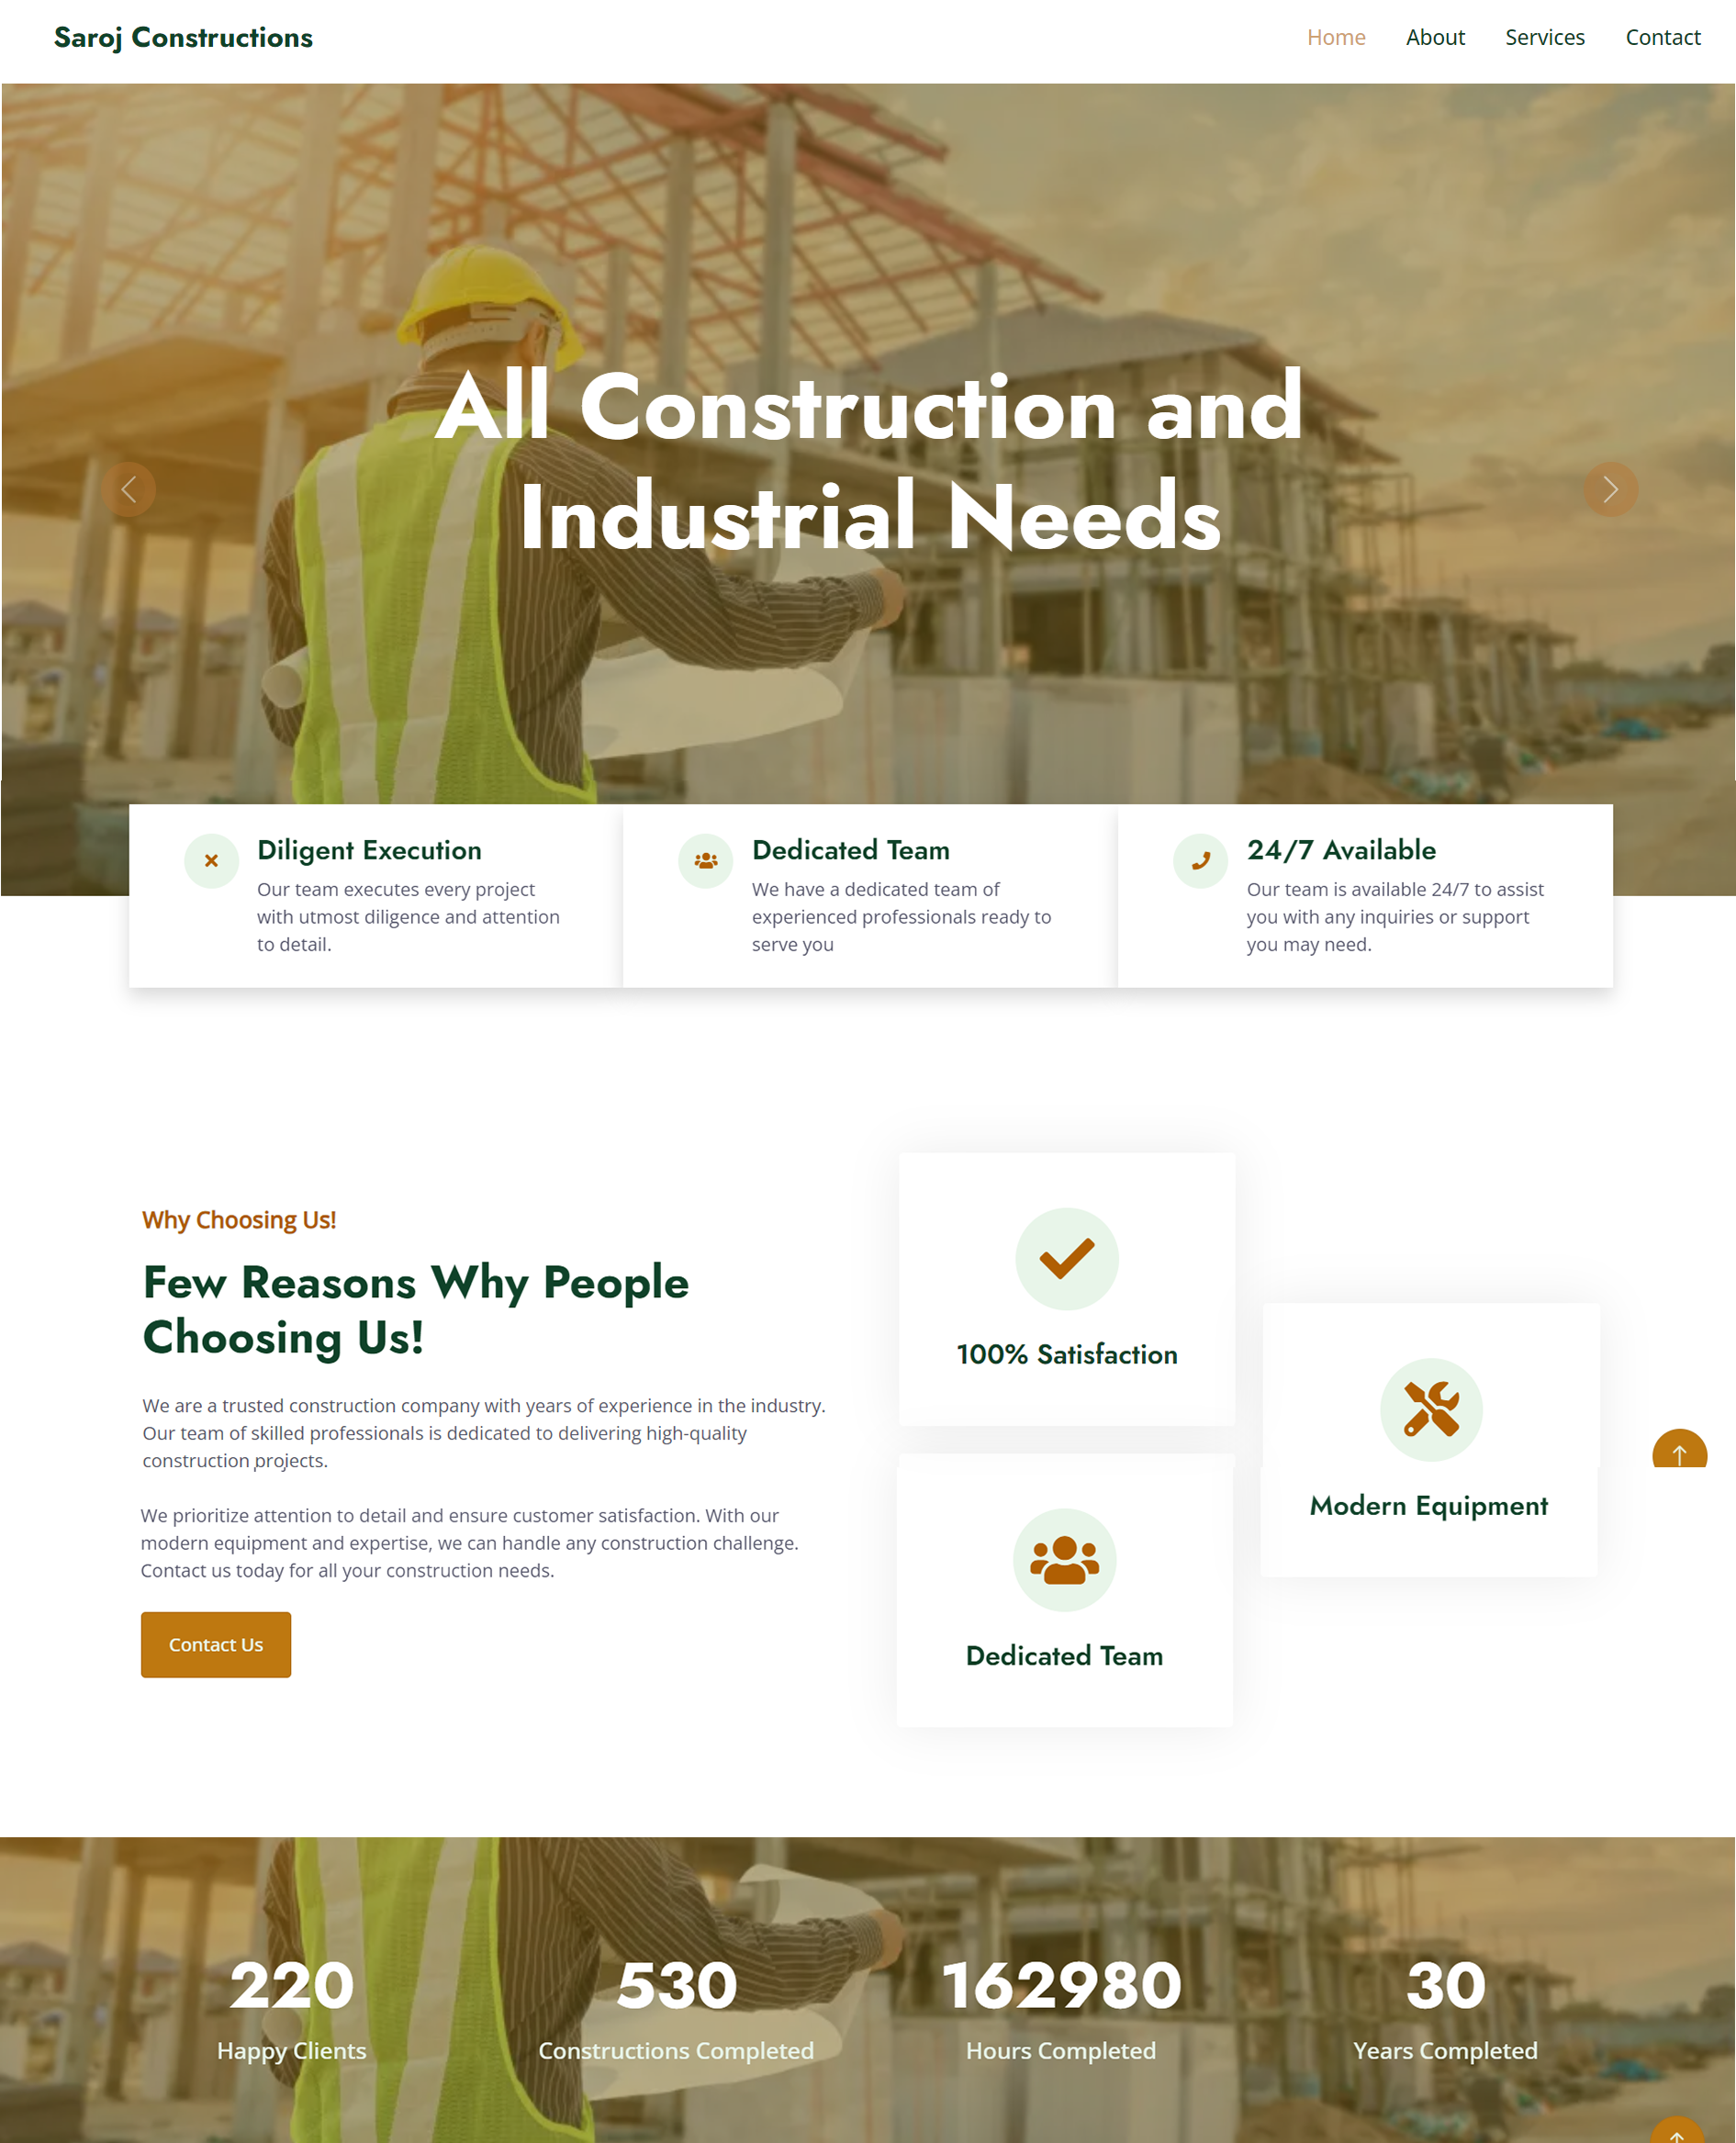 Saroj Constructions
Home About Services Contact
All Construction and
Industrial Needs
Diligent Execution
Our team executes every project
with utmost diligence and attention
to detail.
Dedicated Team
We have a dedicated team of
experienced professionals ready to
serve you
24/7 Available
Our team is available 24/7 to assist
you with any inquiries or support
you may need.
Why Choosing Us!
Few Reasons Why People
Choosing Us!
We are a trusted construction company with years of experience in the industry.
Our team of skilled professionals is dedicated to delivering high-quality
construction projects.
We prioritize attention to detail and ensure customer satisfaction. With our
modern equipment and expertise, we can handle any construction challenge.
Contact us today for all your construction needs.
Contact Us
100% Satisfaction
Modern Equipment
Dedicated Team
220
Happy Clients
530
Constructions Completed
162980
Hours Completed
30
Years Completed